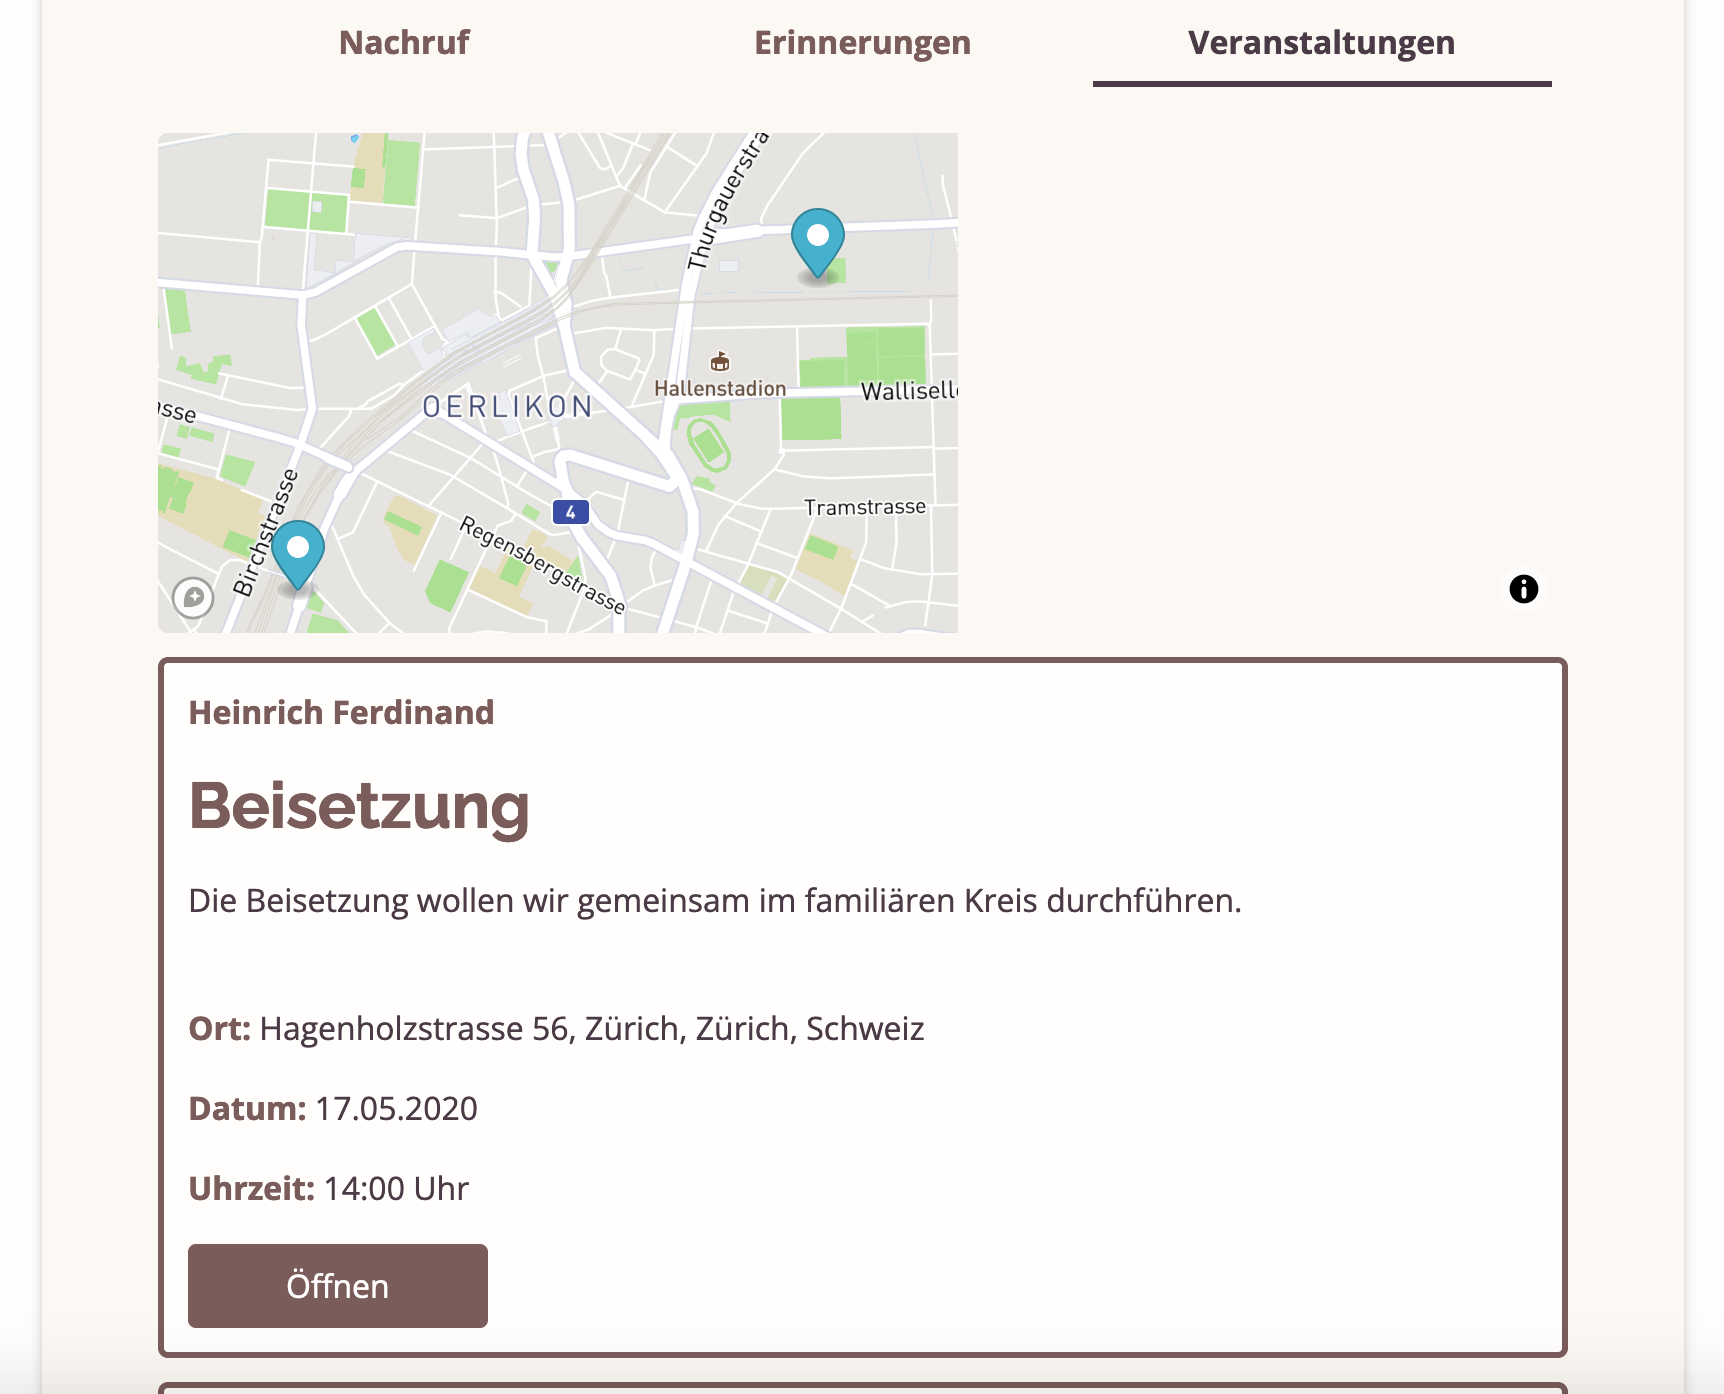 Nachruf
Erinnerungen
Veranstaltungen
Thurgauerstra
Hallenstadion
Wallisell
OERLIKON
asse
Birchstrasse
4
Regensbergstrasse
Tramstrasse
Heinrich Ferdinand
Beisetzung
Die Beisetzung wollen wir gemeinsam im familiären Kreis durchführen.
Ort: Hagenholzstrasse 56, Zürich, Zürich, Schweiz
Datum: 17.05.2020
Uhrzeit: 14:00 Uhr
Öffnen